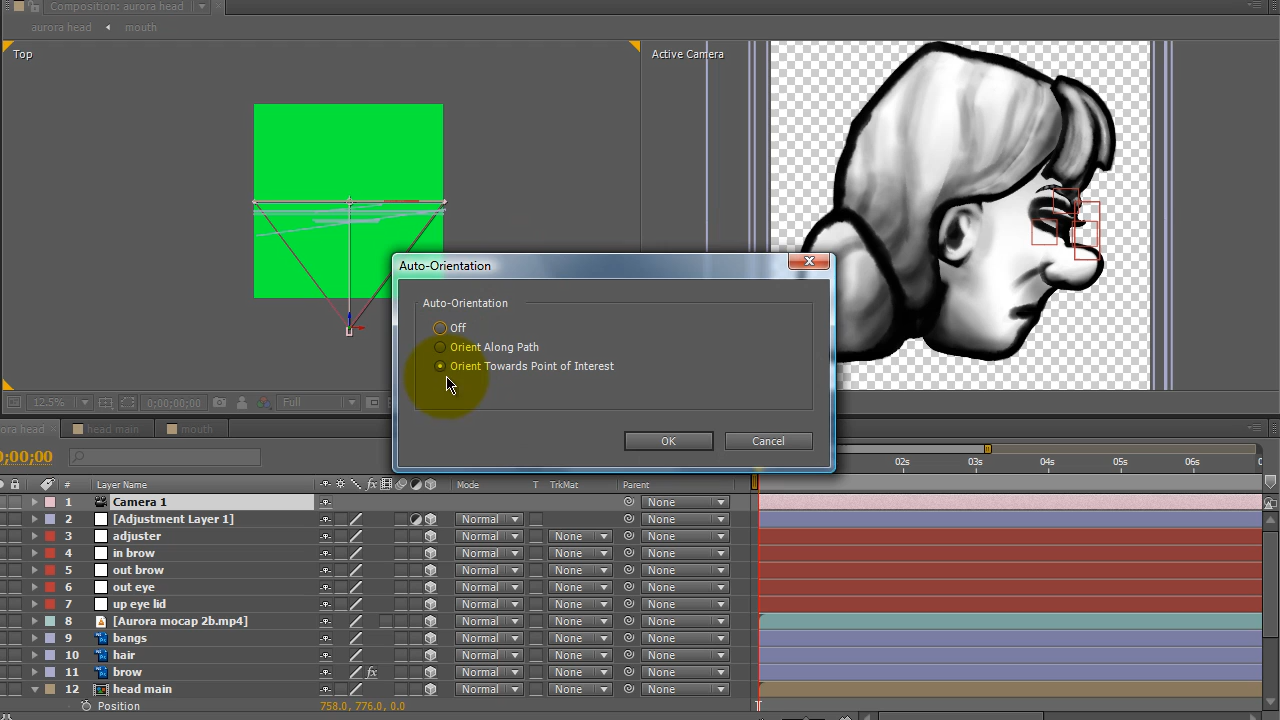 Composition: aurora head
aurora head mouth
Top
Active Camera
Auto-Orientation
Auto-Orientation
Off
Orient Along Path
Orient Towards Point of Interest
OK Cancel
12.5% 0;00;00;00 Full
ora head head main mouth
0;00;00
02s 03s 04s 05s 06s
# Layer Name fx Mode T TrkMat Parent
1 Camera 1 None
2 [Adjustment Layer 1] Normal None
3 adjuster Normal None None
4 in brow Normal None None
5 out brow Normal None None
6 out eye Normal None None
7 up eye lid Normal None None
8 [Aurora mocap 2b.mp4] Normal None None
9 bangs Normal None None
10 hair Normal None None
11 brow fx Normal None None
12 head main Normal None None
Position 758.0, 776.0, 0.0